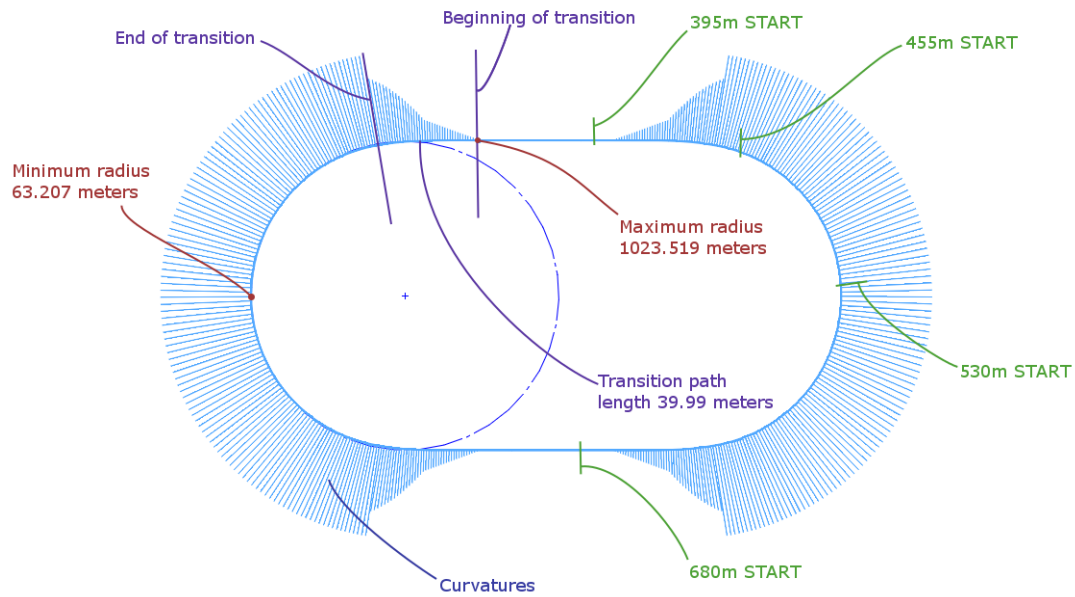 Beginning of transition
395m START
End of transition
455m START
Minimum radius
63.207 meters
Maximum radius
1023.519 meters
530m START
Transition path
length 39.99 meters
680m START
Curvatures